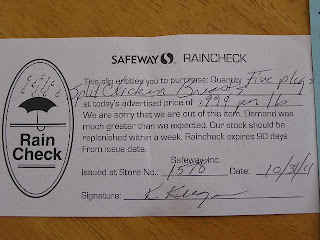 SAFEWAY RAINCHECK
This slip entitles you to purchase: Quantity Five pkgs
Split Chicken Breasts
at today's advertised price of 1.99 per lb
We are sorry that we are out of this item. Demand was
much greater than we expected. Our stock should be
replenished within a week. Raincheck expires 90 days
From issue date.
Rain
Check
Safeway, inc.
Issued at Store No.: 1570 Date: 10/31/
Signature: K.